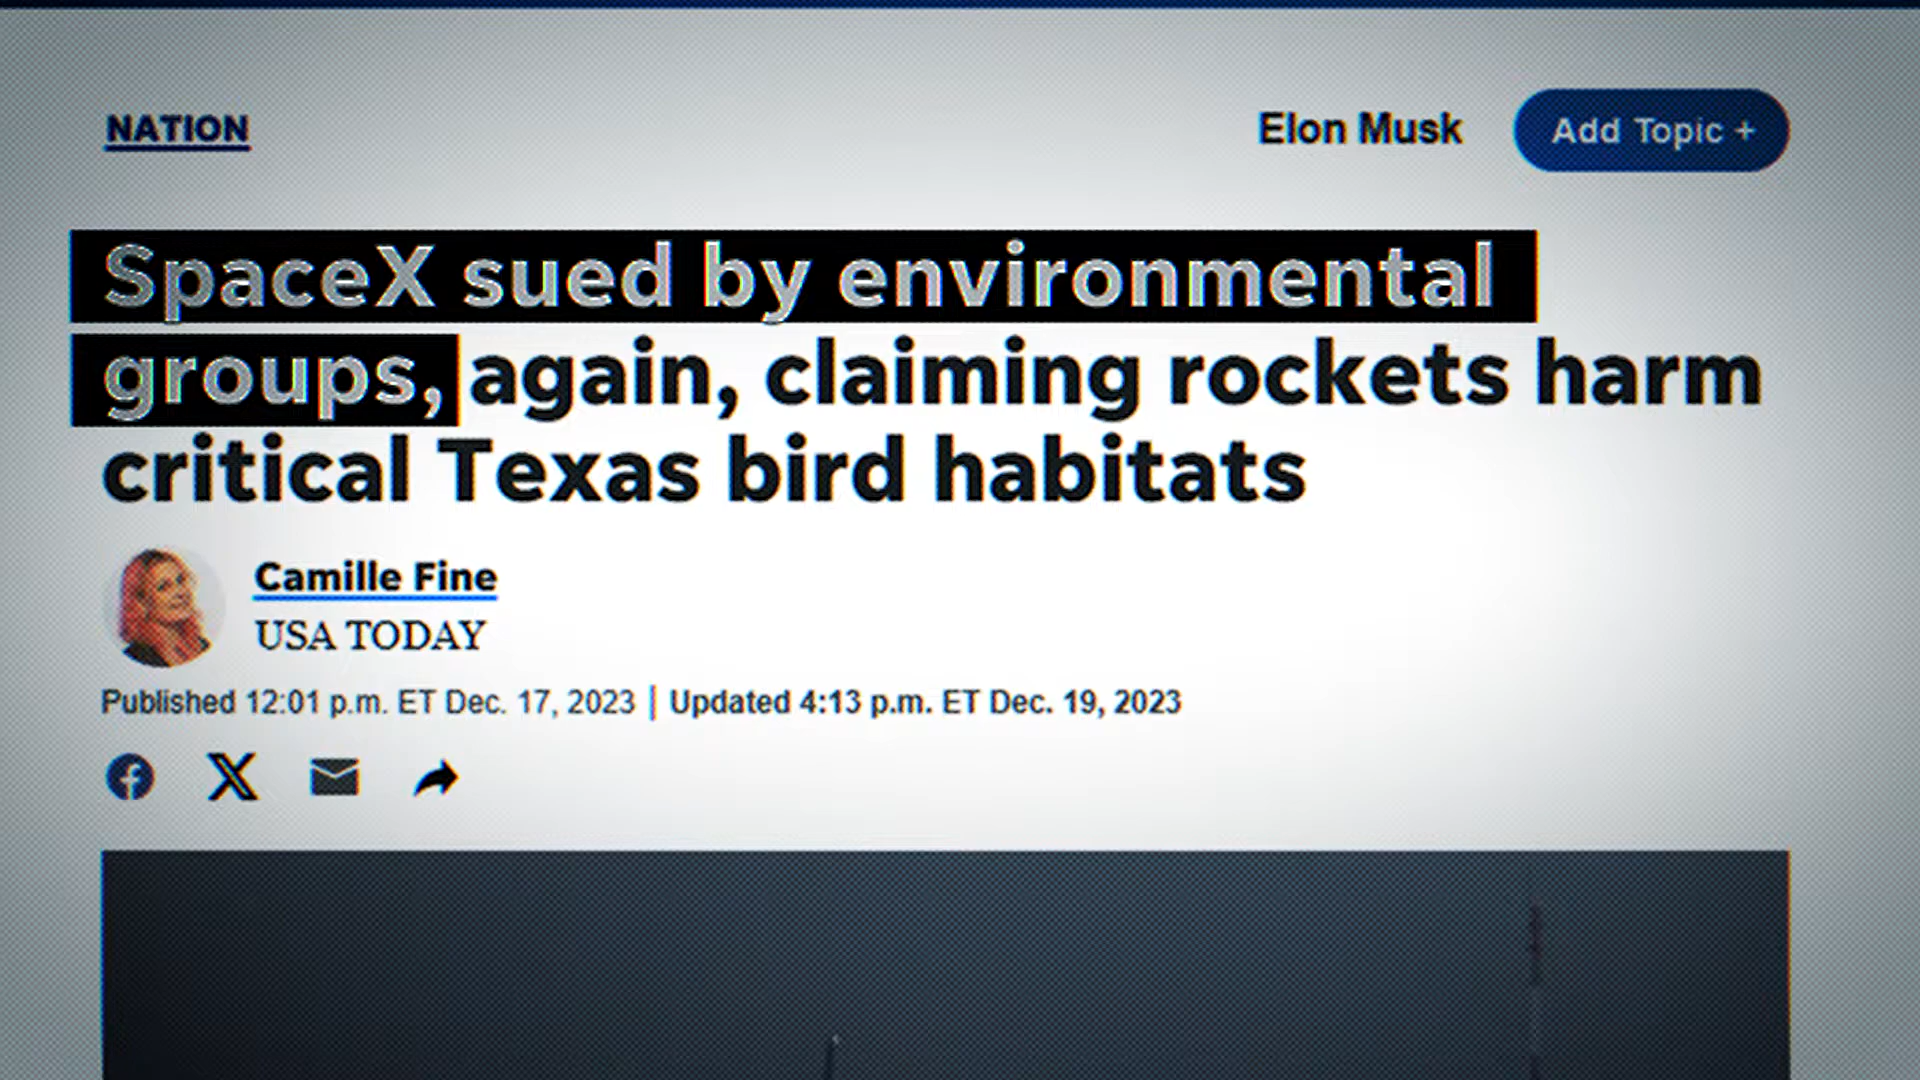 NATION
Elon Musk
Add Topic +
SpaceX sued by environmental
groups, again, claiming rockets harm
critical Texas bird habitats
Camille Fine
USA TODAY
Published 12:01 p.m. ET Dec. 17, 2023 | Updated 4:13 p.m. ET Dec. 19, 2023